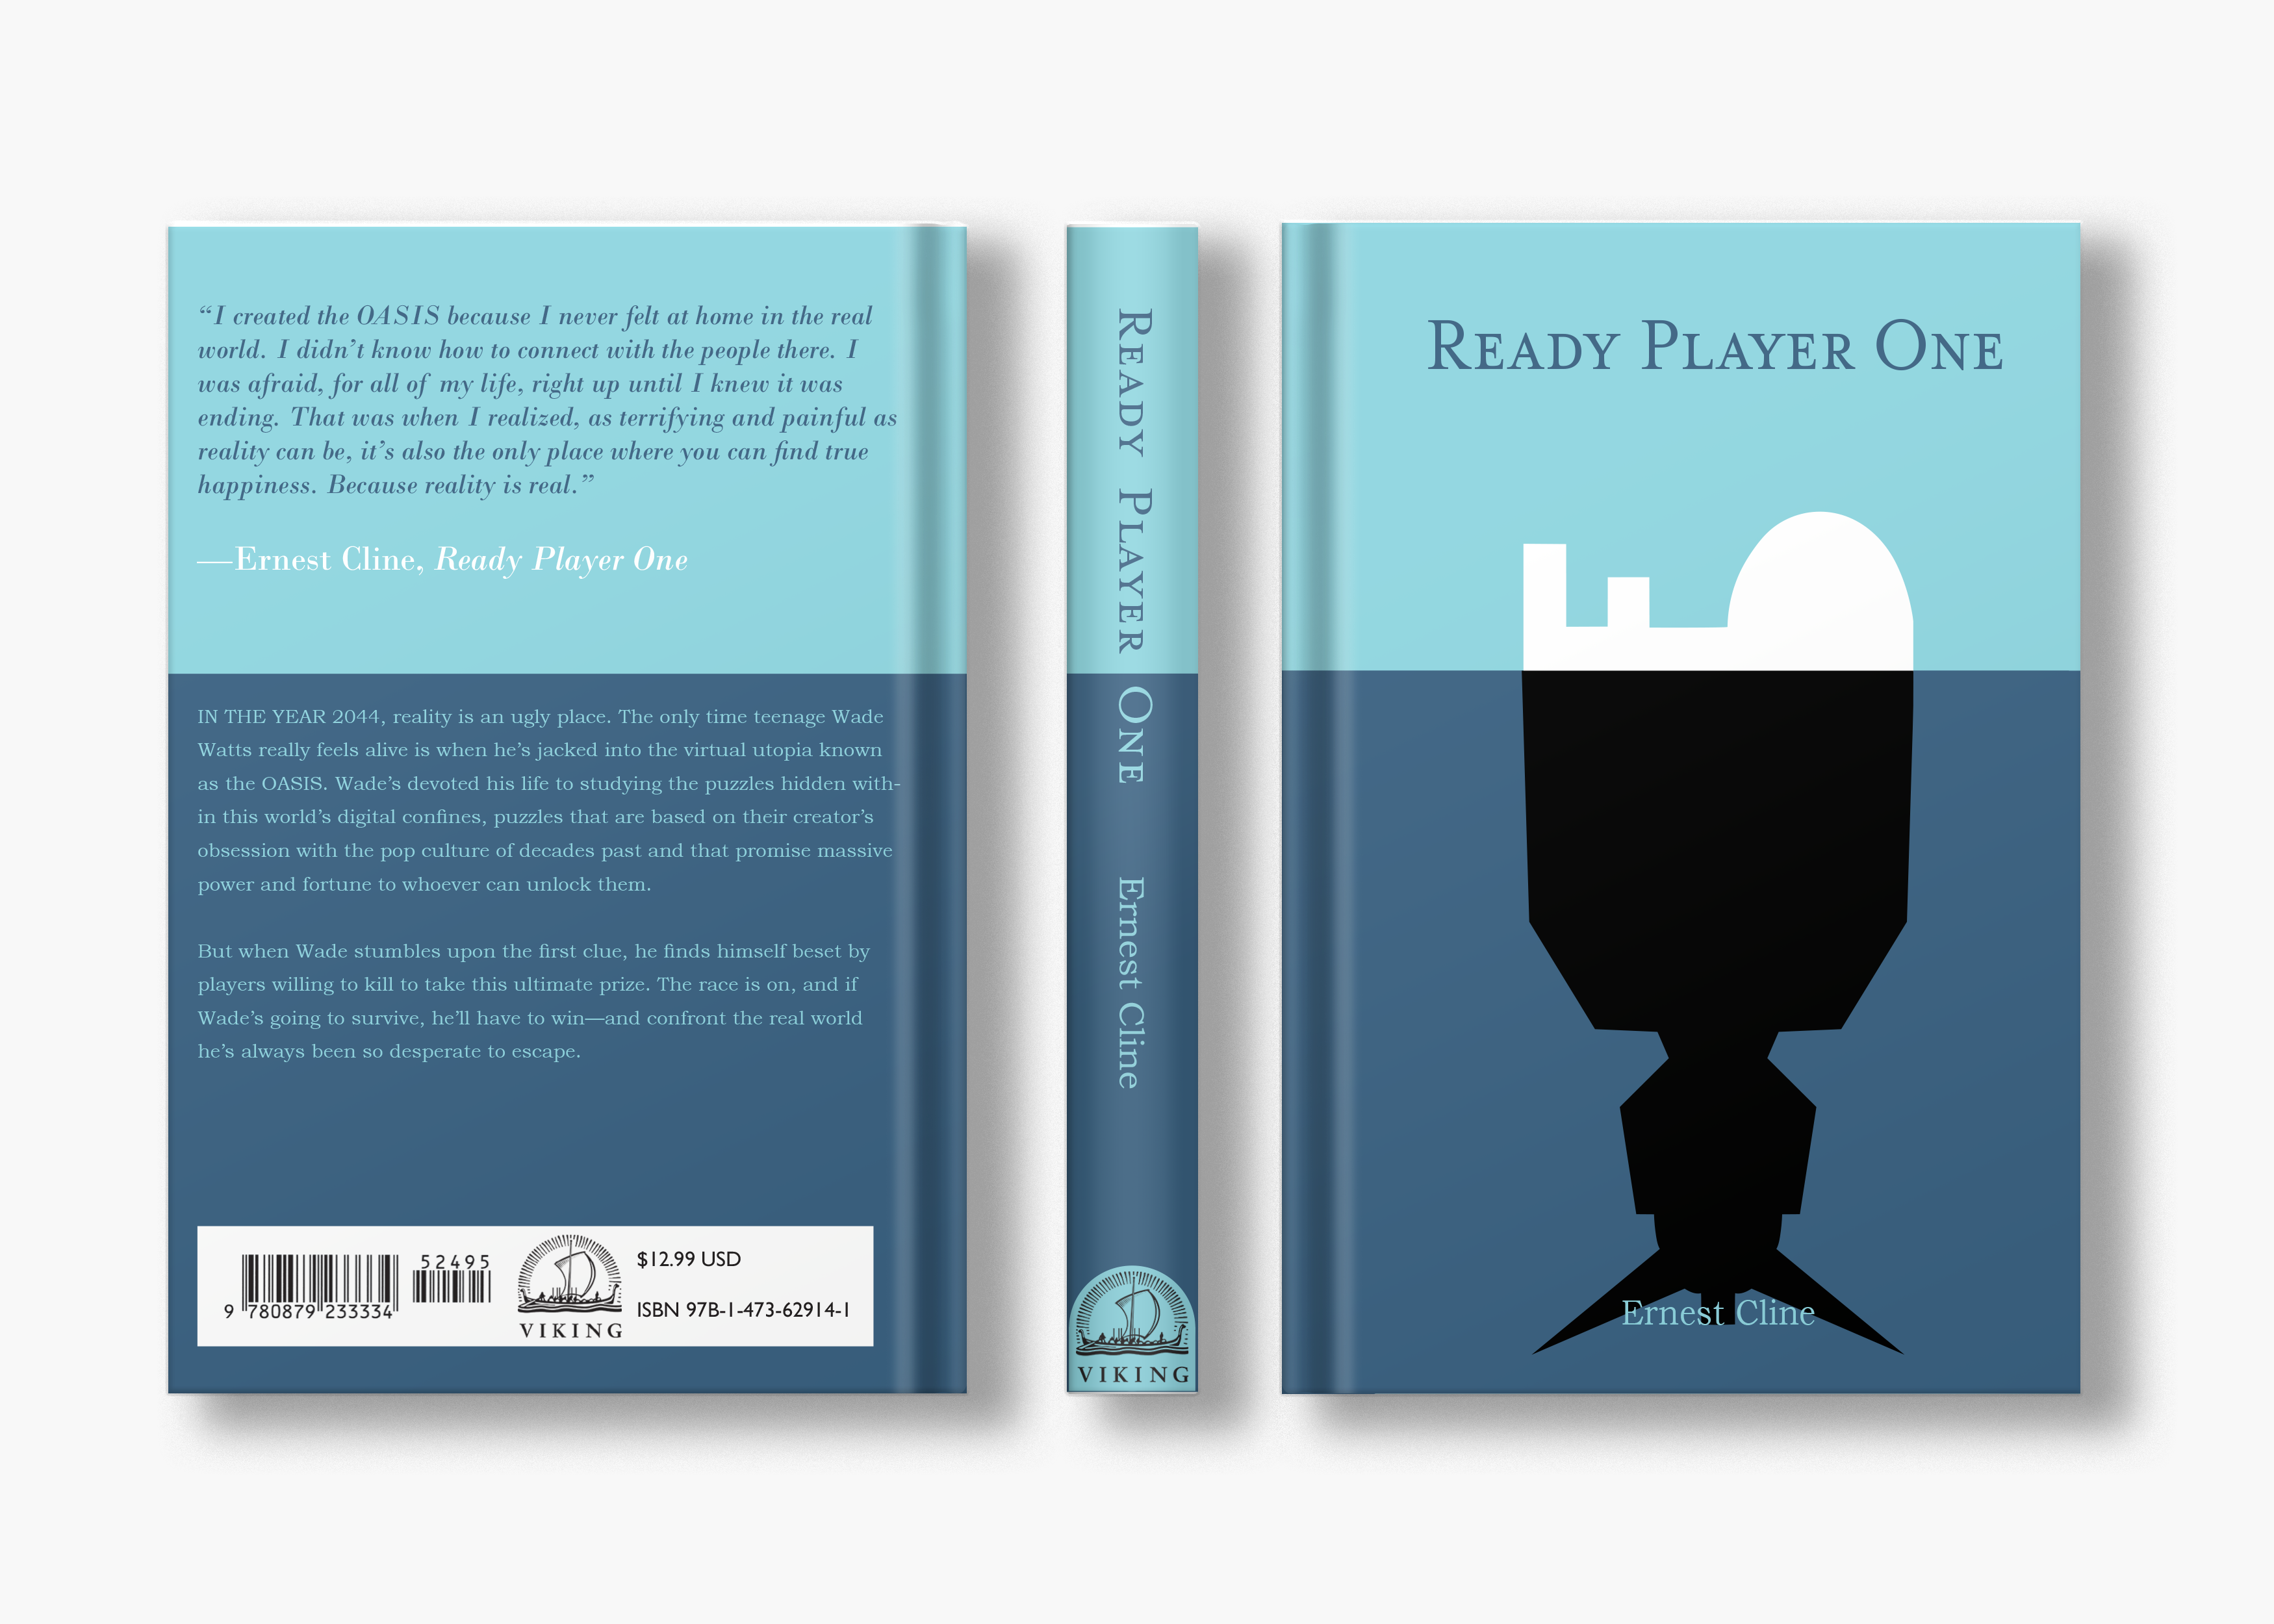 “I created the OASIS because I never felt at home in the real
world. I didn’t know how to connect with the people there. I
was afraid, for all of my life, right up until I knew it was
ending. That was when I realized, as terrifying and painful as
reality can be, it’s also the only place where you can find true
happiness. Because reality is real.”
—Ernest Cline, Ready Player One
IN THE YEAR 2044, reality is an ugly place. The only time teenage Wade
Watts really feels alive is when he’s jacked into the virtual utopia known
as the OASIS. Wade’s devoted his life to studying the puzzles hidden with-
in this world’s digital confines, puzzles that are based on their creator’s
obsession with the pop culture of decades past and that promise massive
power and fortune to whoever can unlock them.
But when Wade stumbles upon the first clue, he finds himself beset by
players willing to kill to take this ultimate prize. The race is on, and if
Wade’s going to survive, he’ll have to win—and confront the real world
he’s always been so desperate to escape.
52495
9 780879 233334
VIKING
$12.99 USD
ISBN 97B-1-473-62914-1
Ready Player One
Ernest Cline
VIKING
Ready Player One
Ernest Cline